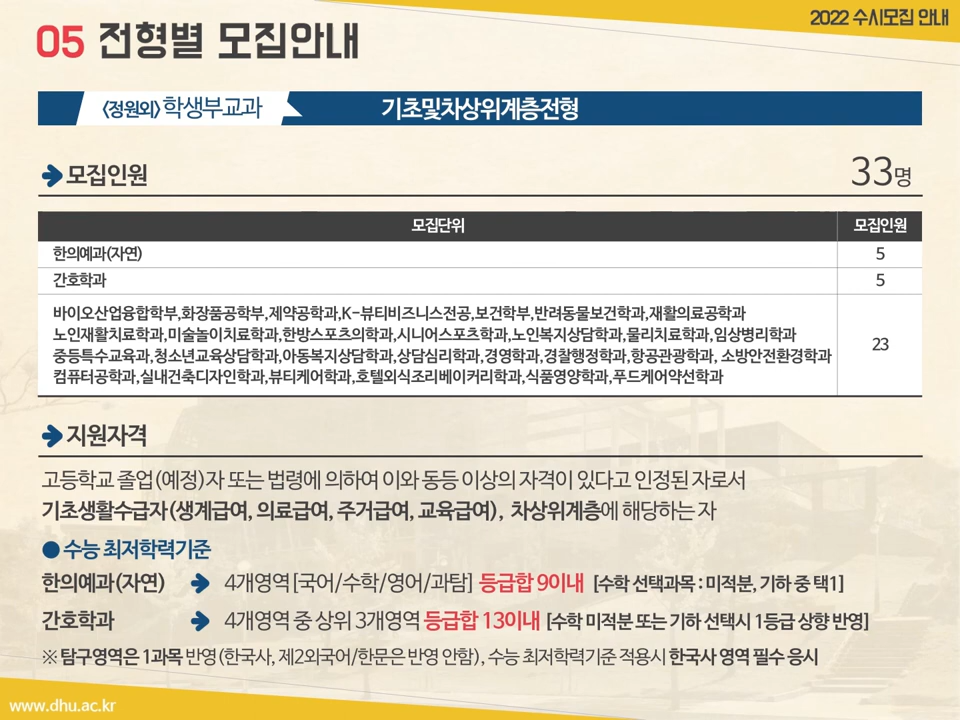 2022 수시모집 안내
05 전형별 모집안내
<정원외> 학생부교과 기초및차상위계층전형
모집인원 33명
모집단위 모집인원
한의예과(자연) 5
간호학과 5
바이오산업융합학부,화장품공학부,제약공학과,K-뷰티비즈니스전공,보건학부,반려동물보건학과,재활의료공학과
노인재활치료학과,미술놀이치료학과,한방스포츠의학과,시니어스포츠학과,노인복지상담학과,물리치료학과,임상병리학과
중등특수교육과,청소년교육상담학과,아동복지상담학과,상담심리학과,경영학과,경찰행정학과,항공관광학과, 소방안전환경학과
컴퓨터공학과,실내건축디자인학과,뷰티케어학과,호텔외식조리베이커리학과,식품영양학과,푸드케어약선학과
23
지원자격
고등학교 졸업(예정)자 또는 법령에 의하여 이와 동등 이상의 자격이 있다고 인정된 자로서
기초생활수급자(생계급여, 의료급여, 주거급여, 교육급여), 차상위계층에 해당하는 자
● 수능 최저학력기준
한의예과(자연) 4개영역[국어/수학/영어/과탐] 등급합 9이내 [수학 선택과목 : 미적분, 기하 중 택1]
간호학과 4개영역 중 상위 3개영역 등급합 13이내 [수학 미적분 또는 기하 선택시 1등급 상향 반영]
※ 탐구영역은 1과목 반영(한국사, 제2외국어/한문은 반영 안함), 수능 최저학력기준 적용시 한국사 영역 필수 응시
www.dhu.ac.kr